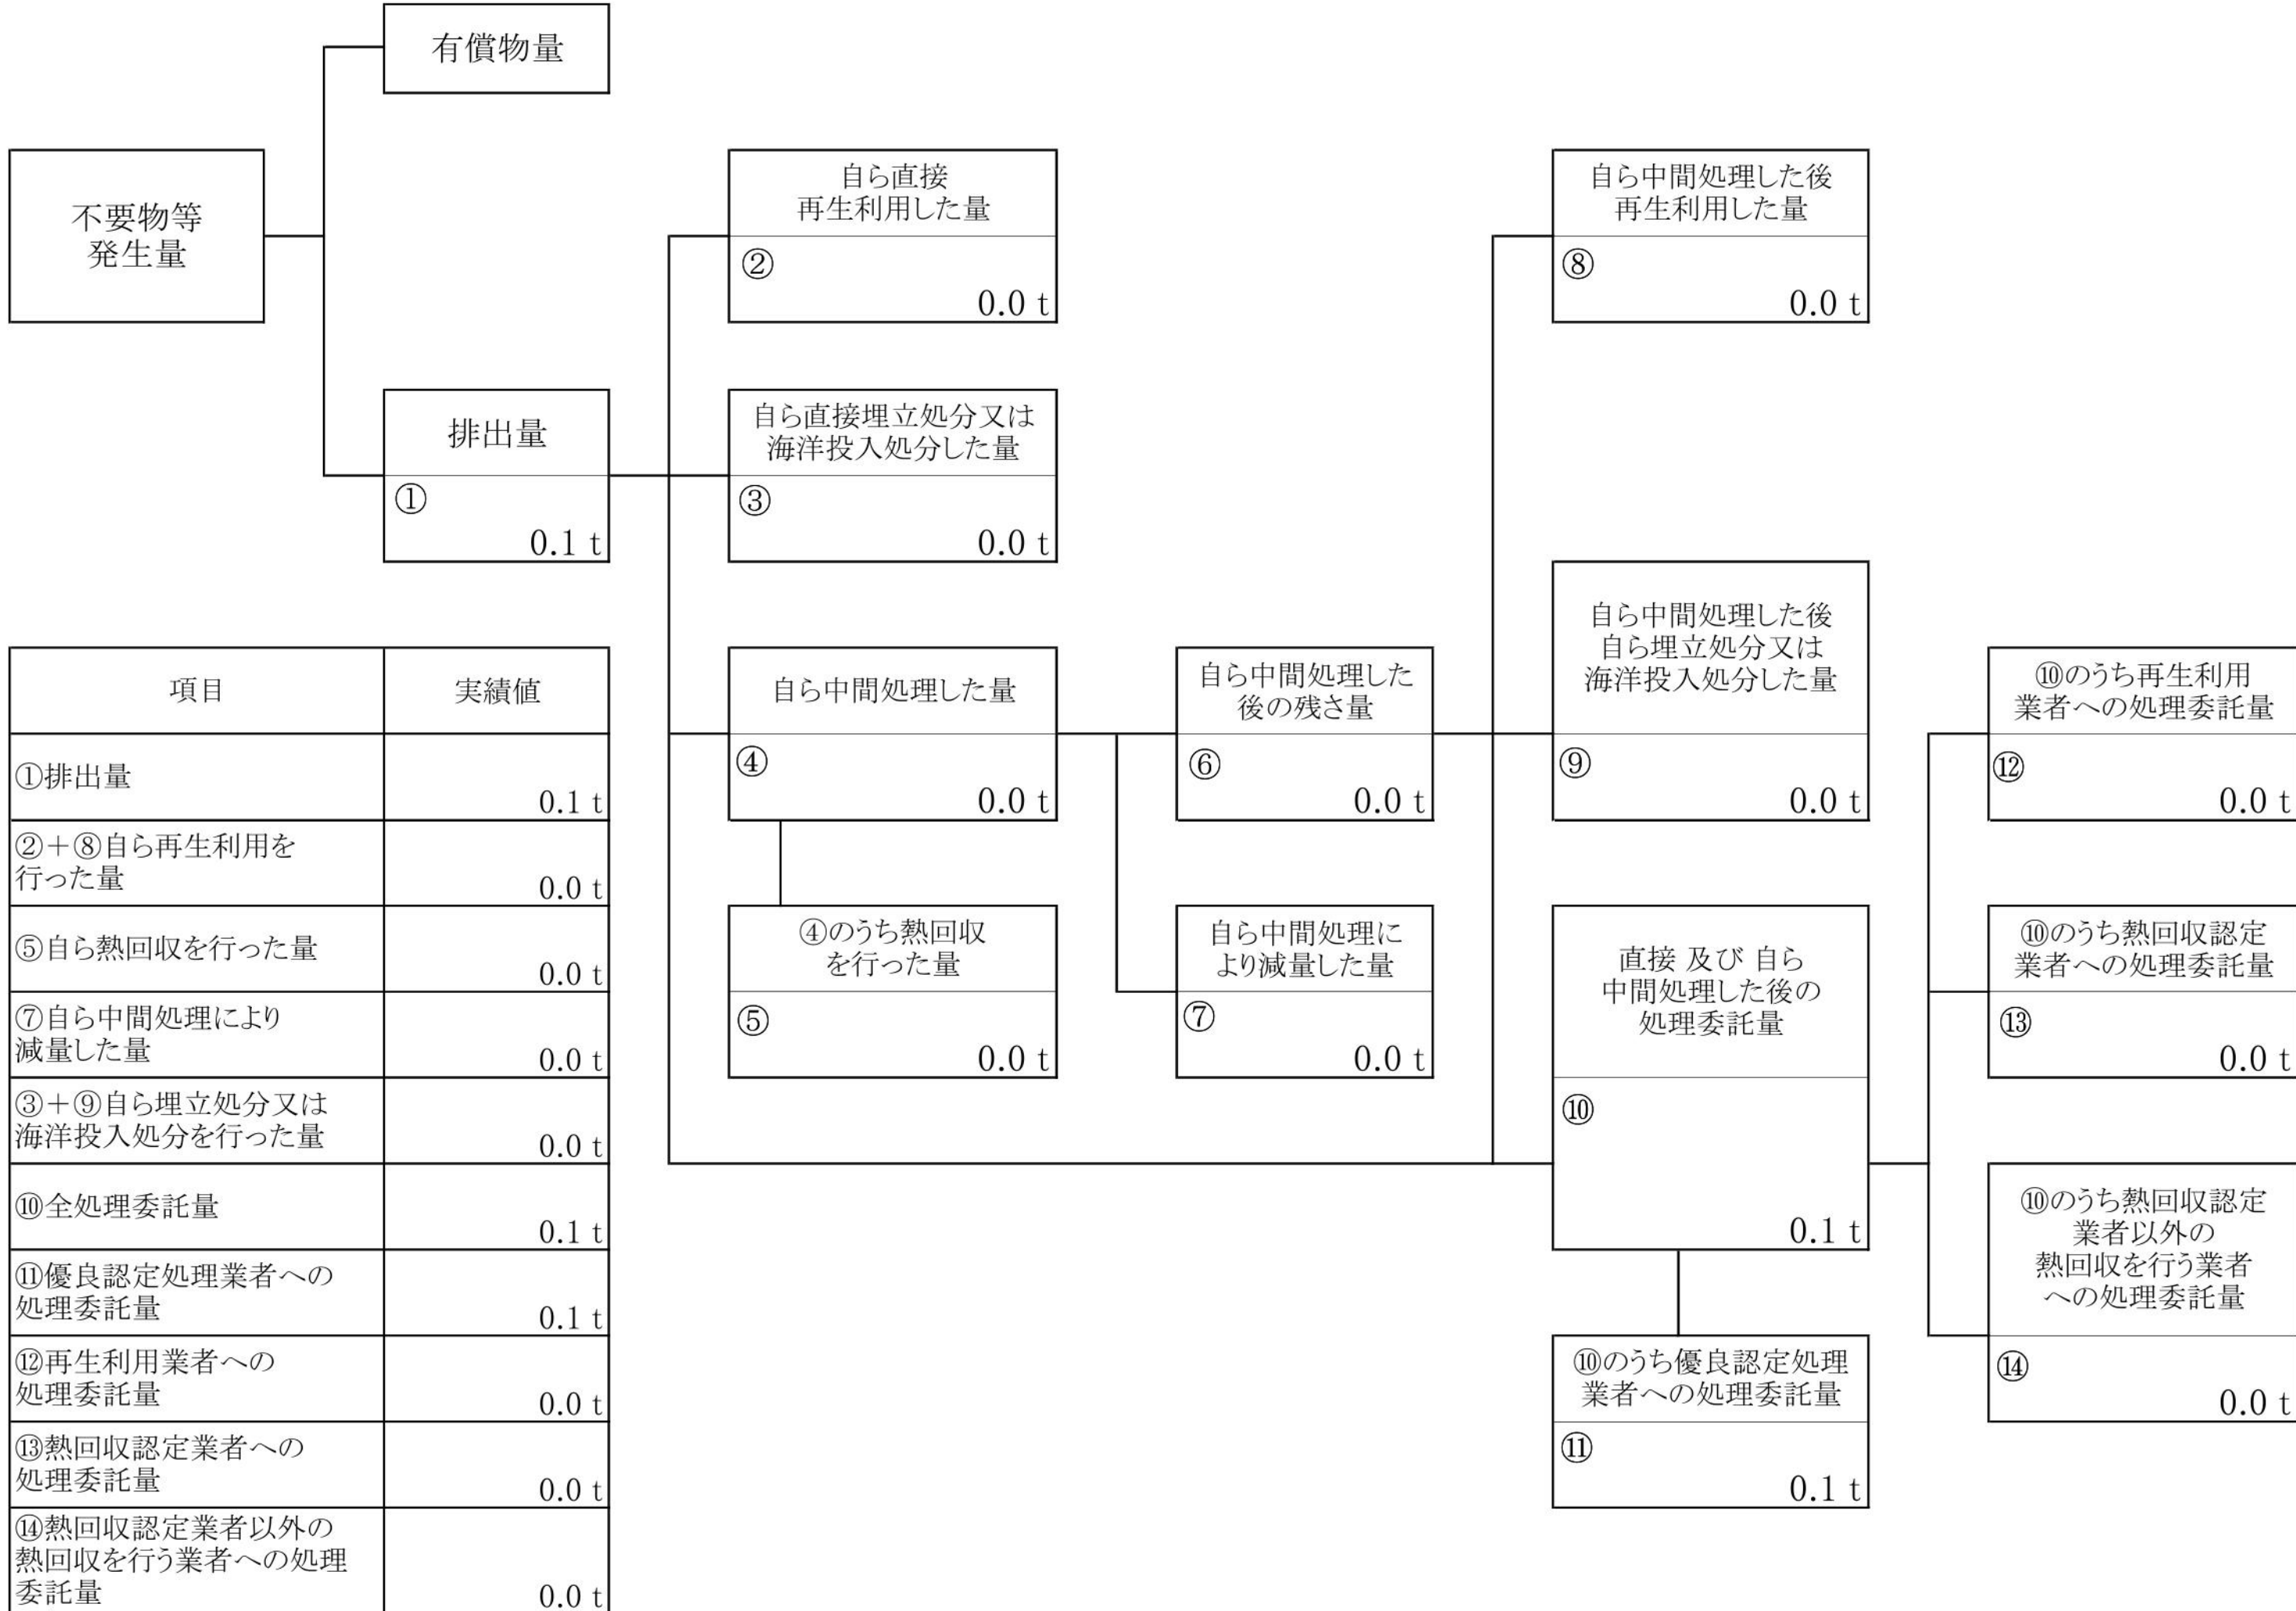 有償物量
不要物等
発生量
自ら直接
再生利用した量
②
0.0 t
自ら中間処理した後
再生利用した量
⑧
0.0 t
排出量
①
0.1 t
自ら直接埋立処分又は
海洋投入処分した量
③
0.0 t
自ら中間処理した量
④
0.0 t
自ら中間処理した
後の残さ量
⑥
0.0 t
自ら中間処理した後
自ら埋立処分又は
海洋投入処分した量
⑨
0.0 t
⑩のうち再生利用
業者への処理委託量
⑫
0.0 t
④のうち熱回収
を行った量
⑤
0.0 t
自ら中間処理に
より減量した量
⑦
0.0 t
直接 及び 自ら
中間処理した後の
処理委託量
⑩
0.1 t
⑩のうち熱回収認定
業者への処理委託量
⑬
0.0 t
⑩のうち熱回収認定
業者以外の
熱回収を行う業者
への処理委託量
⑭
0.0 t
⑩のうち優良認定処理
業者への処理委託量
⑪
0.1 t
項目 実績値
①排出量
0.1 t
②＋⑧自ら再生利用を
行った量
0.0 t
⑤自ら熱回収を行った量
0.0 t
⑦自ら中間処理により
減量した量
0.0 t
③＋⑨自ら埋立処分又は
海洋投入処分を行った量
0.0 t
⑩全処理委託量
0.1 t
⑪優良認定処理業者への
処理委託量
0.1 t
⑫再生利用業者への
処理委託量
0.0 t
⑬熱回収認定業者への
処理委託量
0.0 t
⑭熱回収認定業者以外の
熱回収を行う業者への処理
委託量
0.0 t